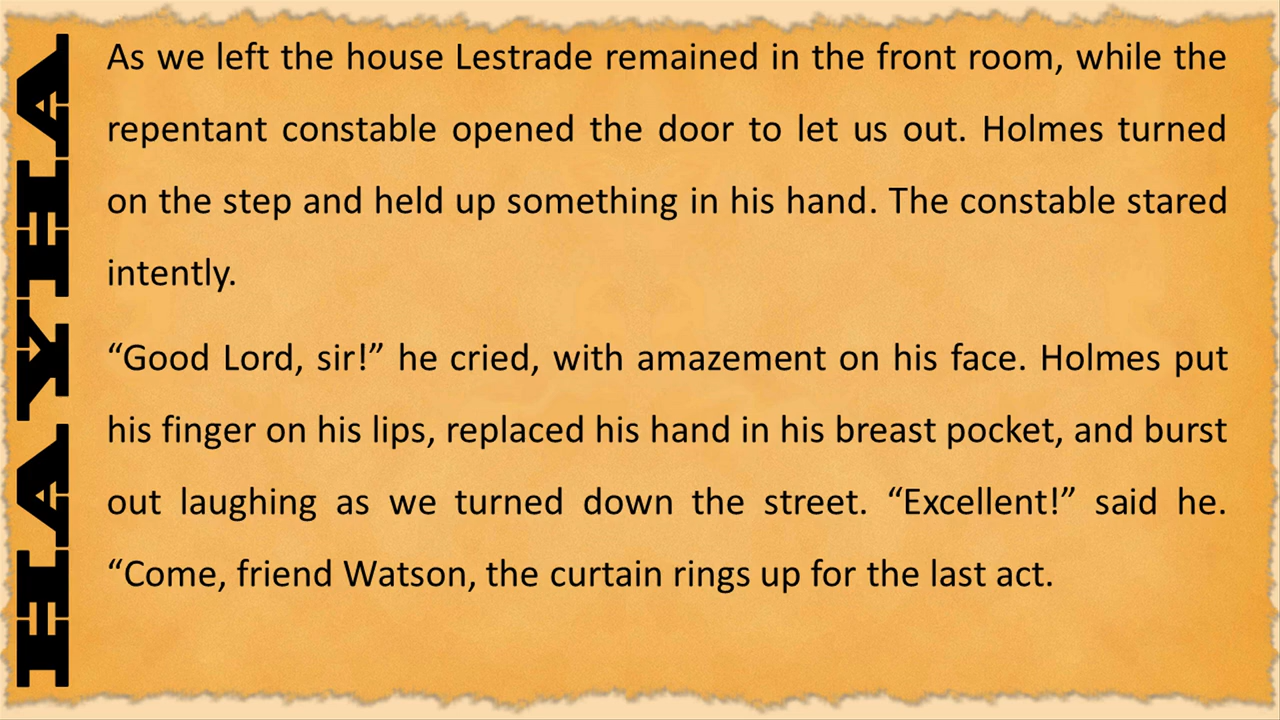 HAYHA
As we left the house Lestrade remained in the front room, while the
repentant constable opened the door to let us out. Holmes turned
on the step and held up something in his hand. The constable stared
intently.
“Good Lord, sir!” he cried, with amazement on his face. Holmes put
his finger on his lips, replaced his hand in his breast pocket, and burst
out laughing as we turned down the street. “Excellent!” said he.
“Come, friend Watson, the curtain rings up for the last act.